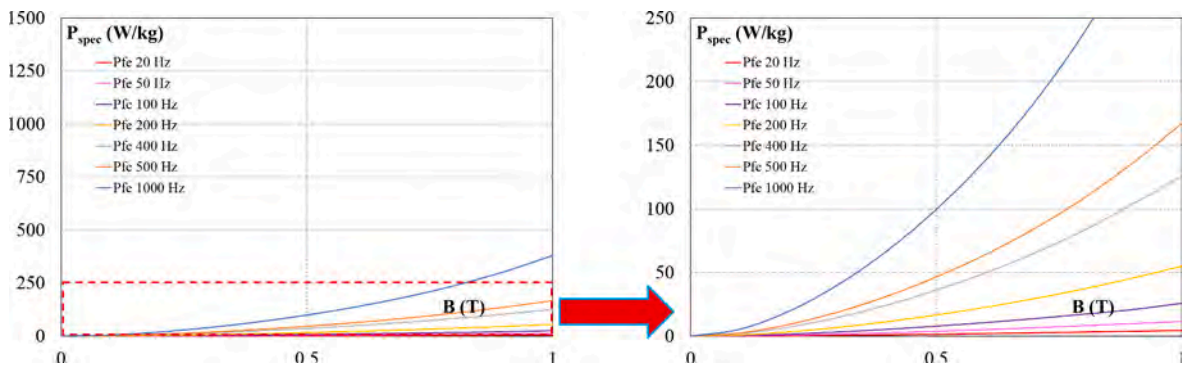 1500
P_spec (W/kg)
Pfe 20 Hz
Pfe 50 Hz
Pfe 100 Hz
Pfe 200 Hz
Pfe 400 Hz
Pfe 500 Hz
Pfe 1000 Hz
1250
1000
750
500
250
0
B (T)
0
0.5
1
250
P_spec (W/kg)
Pfe 20 Hz
Pfe 50 Hz
Pfe 100 Hz
Pfe 200 Hz
Pfe 400 Hz
Pfe 500 Hz
Pfe 1000 Hz
200
150
100
50
0
B (T)
0
0.5
1